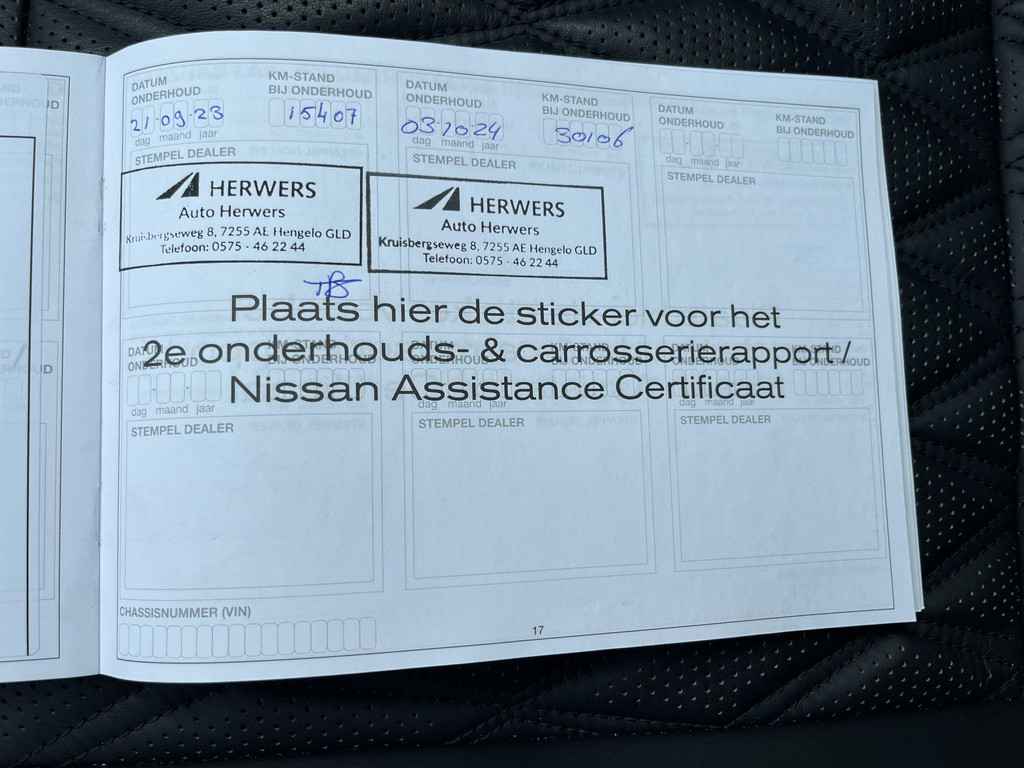 DATUM ONDERHOUD
KM-STAND BIJ ONDERHOUD
21-09-23
15407
dag maand jaar
STEMPEL DEALER
HERWERS
Auto Herwers
Kruisbergseweg 8, 7255 AE Hengelo GLD
Telefoon: 0575 - 46 22 44
DATUM ONDERHOUD
KM-STAND BIJ ONDERHOUD
03-10-24
30106
dag maand jaar
STEMPEL DEALER
HERWERS
Auto Herwers
Kruisbergseweg 8, 7255 AE Hengelo GLD
Telefoon: 0575 - 46 22 44
DATUM ONDERHOUD
KM-STAND BIJ ONDERHOUD
dag maand jaar
STEMPEL DEALER
Plaats hier de sticker voor het
2e onderhouds- & carrosserierapport /
Nissan Assistance Certificaat
DATUM ONDERHOUD
KM-STAND BIJ ONDERHOUD
dag maand jaar
STEMPEL DEALER
dag maand jaar
STEMPEL DEALER
dag maand jaar
STEMPEL DEALER
CHASSISNUMMER (VIN)
17